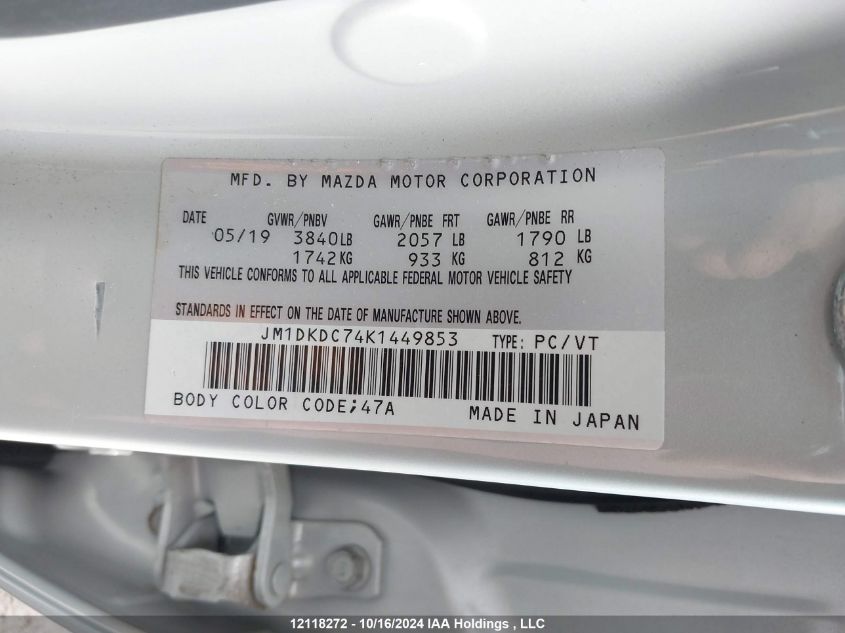 MFD. BY MAZDA MOTOR CORPORATION
DATE GVWR/PNBV GAWR/PNBE FRT GAWR/PNBE RR
05/19 3840LB 2057 LB 1790 LB
1742KG 933 KG 812 KG
THIS VEHICLE CONFORMS TO ALL APPLICABLE FEDERAL MOTOR VEHICLE SAFETY
STANDARDS IN EFFECT ON THE DATE OF MANUFACTURE SHOWN ABOVE.
JM1DKDC74K1449853 TYPE: PC/VT
BODY COLOR CODE;47A MADE IN JAPAN
12118272 - 10/16/2024 IAA Holdings , LLC